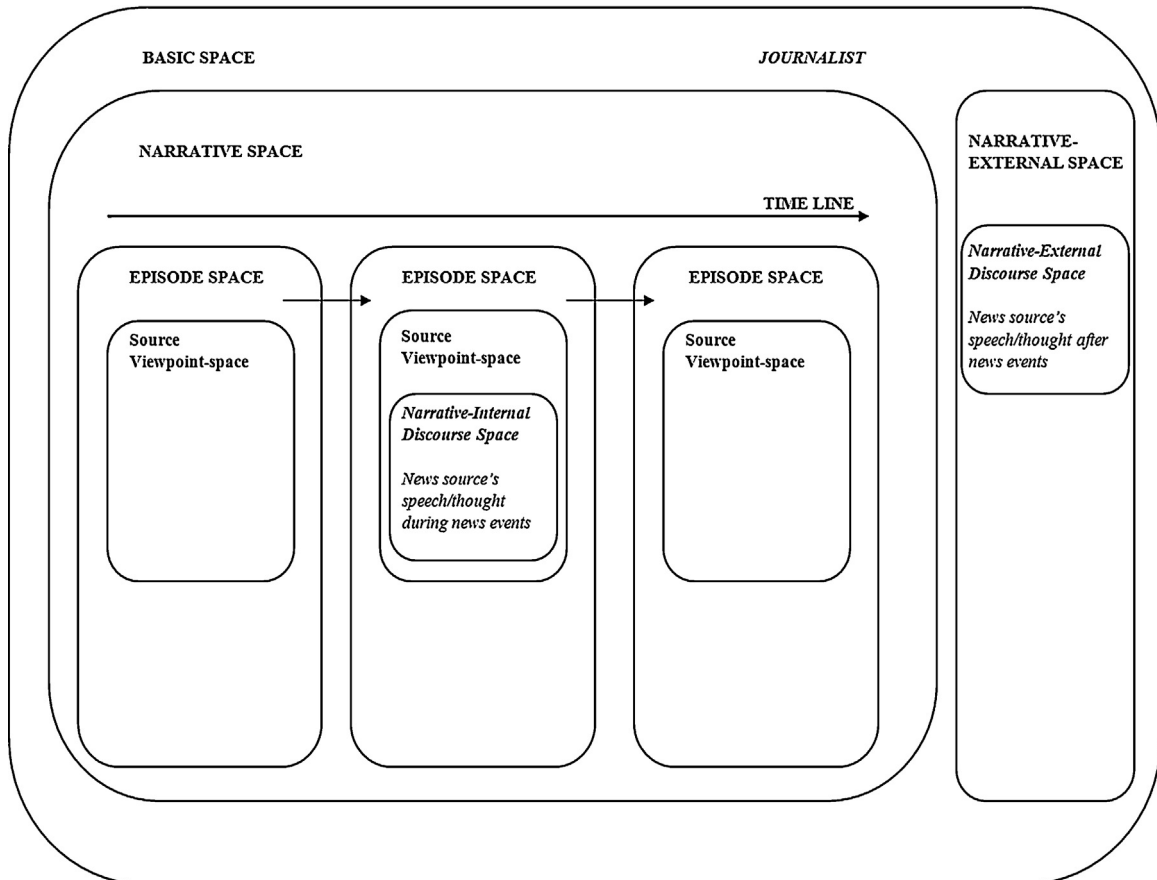 BASIC SPACE
JOURNALIST
NARRATIVE SPACE
TIME LINE
EPISODE SPACE
Source
Viewpoint-space
EPISODE SPACE
Source
Viewpoint-space
Narrative-Internal
Discourse Space
News source's
speech/thought
during news events
EPISODE SPACE
Source
Viewpoint-space
NARRATIVE-
EXTERNAL SPACE
Narrative-External
Discourse Space
News source's
speech/thought after
news events